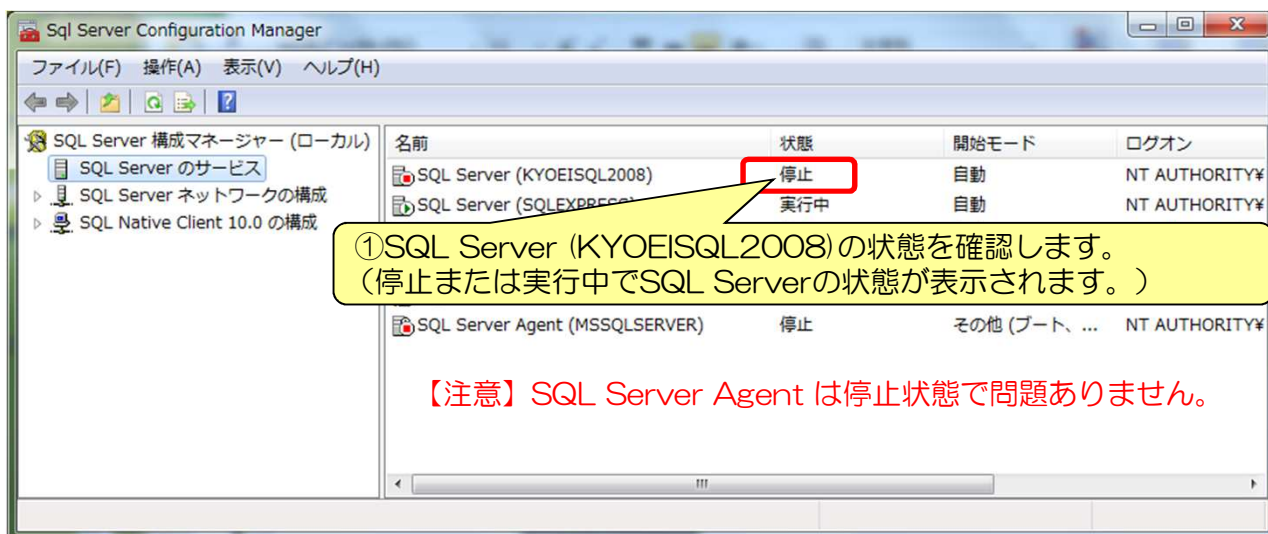 Sql Server Configuration Manager
ファイル(F) 操作(A) 表示(V) ヘルプ(H)
SQL Server 構成マネージャー (ローカル)
SQL Server のサービス
SQL Server ネットワークの構成
SQL Native Client 10.0 の構成
名前 状態 開始モード ログオン
SQL Server (KYOEISQL2008) 停止 自動 NT AUTHORITY¥
SQL Server (SQLEXPRESS) 実行中 自動 NT AUTHORITY¥
①SQL Server (KYOEISQL2008)の状態を確認します。
（停止または実行中でSQL Serverの状態が表示されます。）
SQL Server Agent (MSSQLSERVER) 停止 その他 (ブート、... NT AUTHORITY¥
【注意】SQL Server Agent は停止状態で問題ありません。